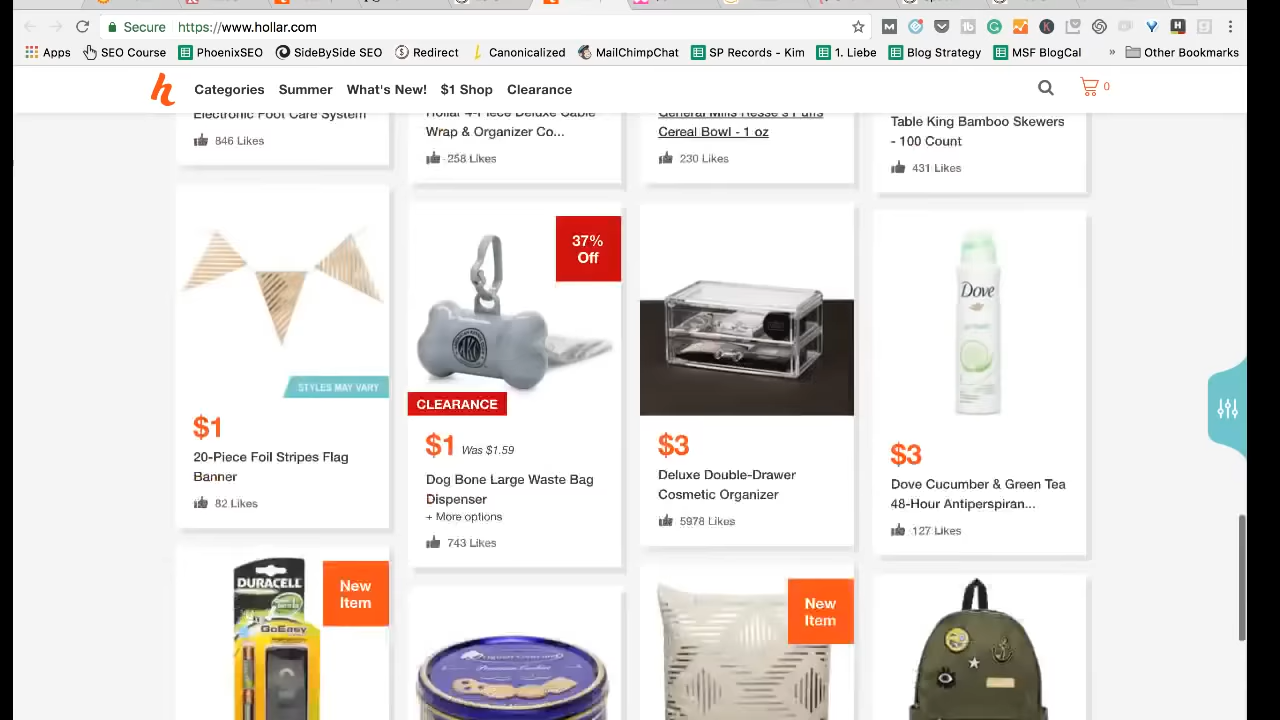 Secure https://www.hollar.com
Apps SEO Course PhoenixSEO SideBySide SEO Redirect Canonicalized MailChimpChat SP Records - Kim 1. Liebe Blog Strategy MSF BlogCal » Other Bookmarks
h Categories Summer What's New! $1 Shop Clearance 0
Electronic Foot Care System
846 Likes
Hollar 4-Piece Deluxe Cable
Wrap & Organizer Co...
258 Likes
General Mills Reese's Puffs
Cereal Bowl - 1 oz
230 Likes
Table King Bamboo Skewers
- 100 Count
431 Likes
STYLES MAY VARY
$1
20-Piece Foil Stripes Flag
Banner
82 Likes
37%
Off
CLEARANCE
$1 Was $1.59
Dog Bone Large Waste Bag
Dispenser
+ More options
743 Likes
$3
Deluxe Double-Drawer
Cosmetic Organizer
5978 Likes
Dove
$3
Dove Cucumber & Green Tea
48-Hour Antiperspiran...
127 Likes
DURACELL
GoEasy
New
Item
New
Item